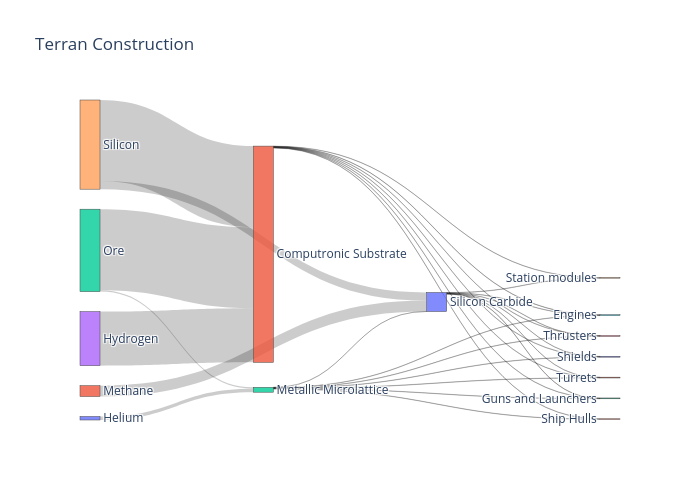 Terran Construction
Silicon
Ore
Hydrogen
Methane
Helium
Computronic Substrate
Metallic Microlattice
Silicon Carbide
Station modules
Engines
Thrusters
Shields
Turrets
Guns and Launchers
Ship Hulls